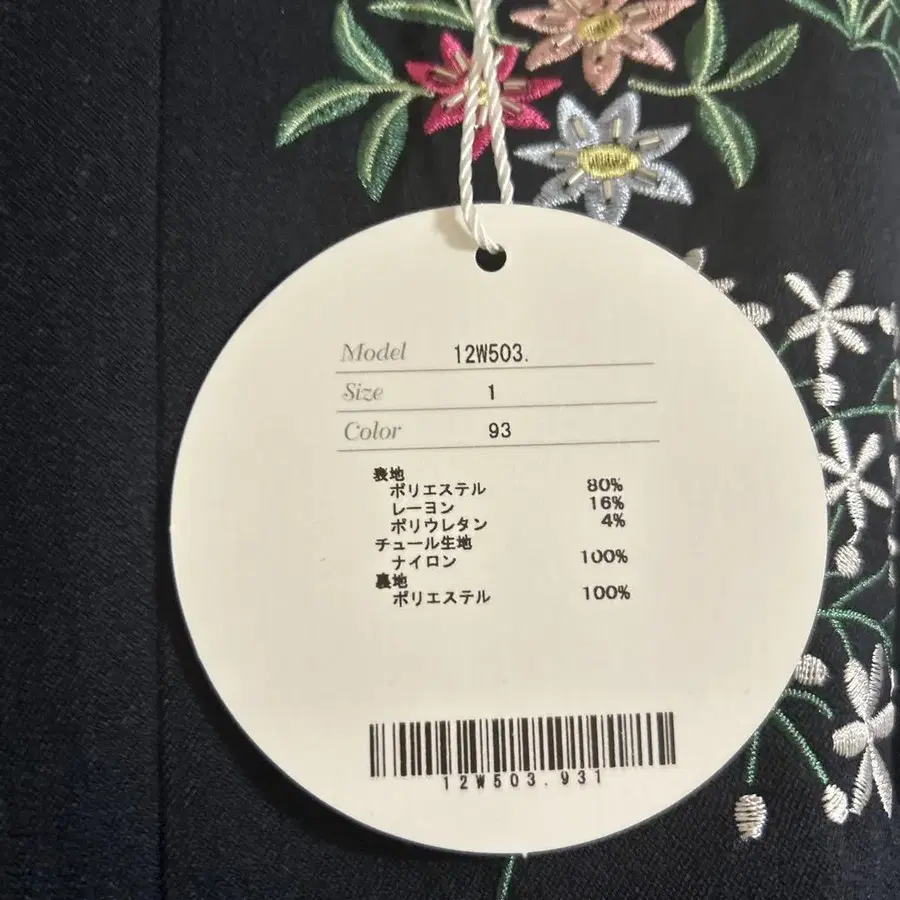 Model 12W503.
Size 1
Color 93
表地
ポリエステル 80%
レーヨン 16%
ポリウレタン 4%
チュール生地
ナイロン 100%
裏地
ポリエステル 100%
12W503.931